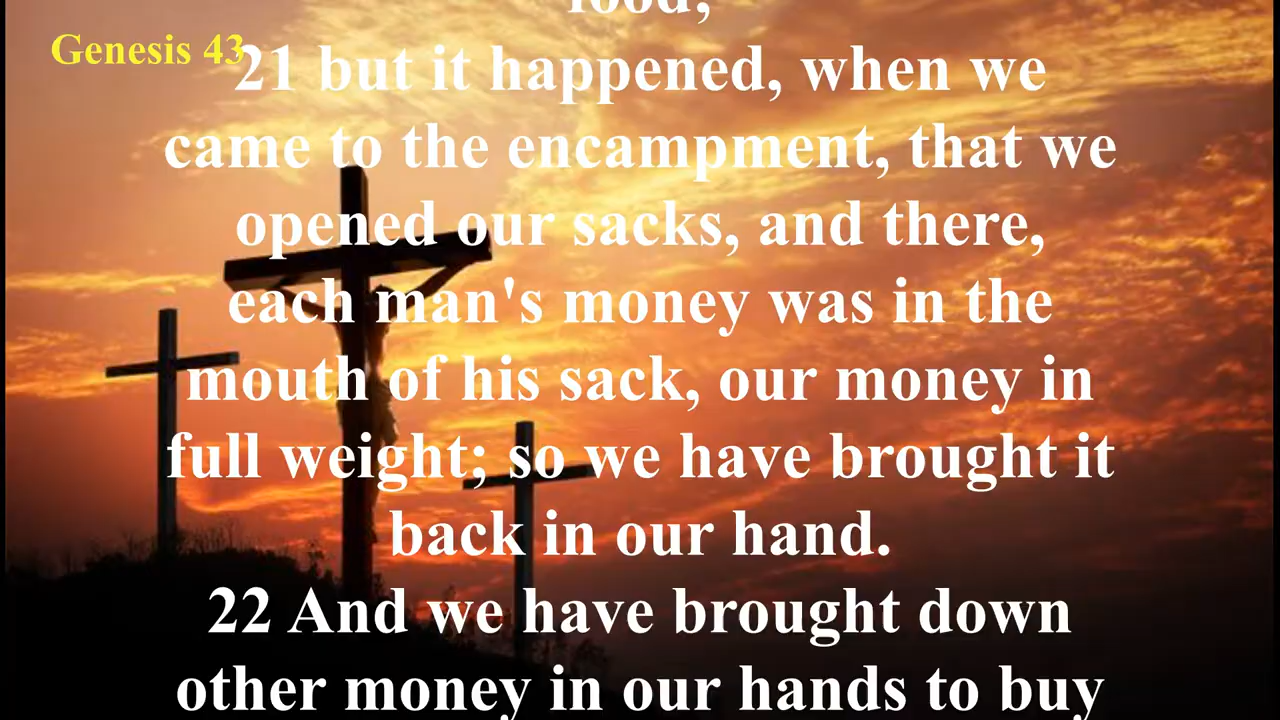 food;
Genesis 43
21 but it happened, when we
came to the encampment, that we
opened our sacks, and there,
each man's money was in the
mouth of his sack, our money in
full weight; so we have brought it
back in our hand.
22 And we have brought down
other money in our hands to buy